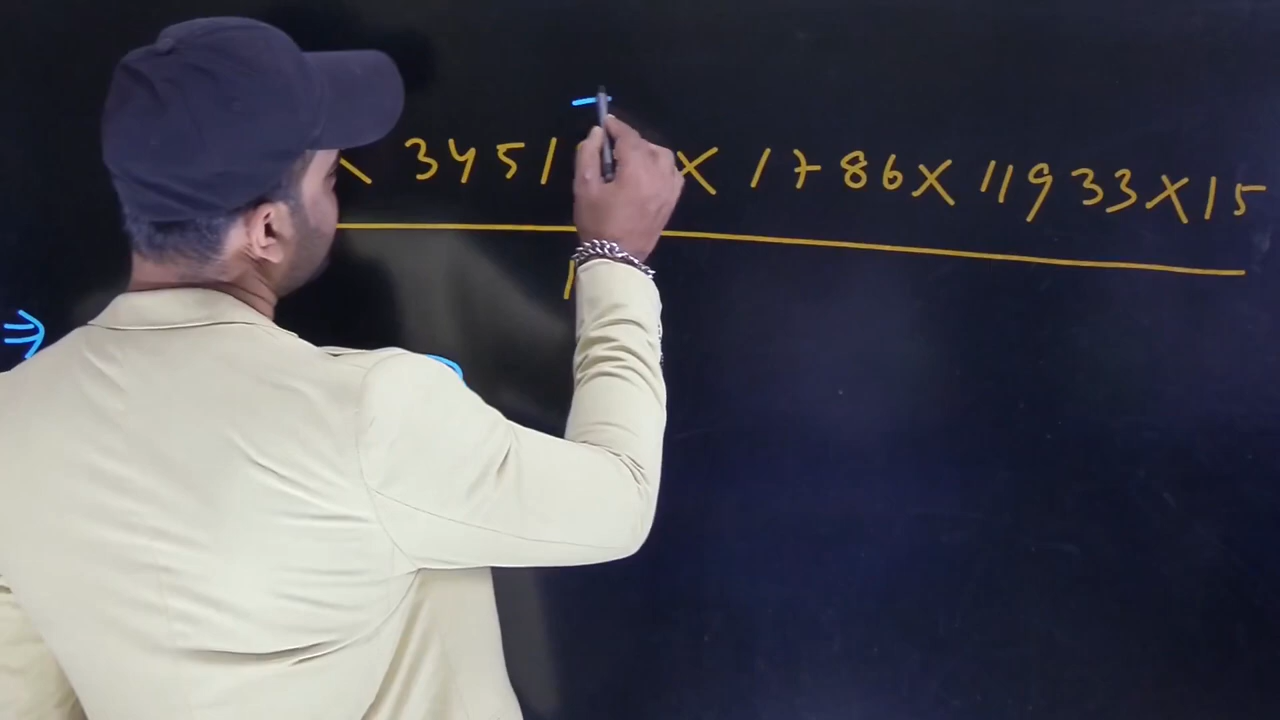 × 3451 × 1786 × 11933 × 15
⇒